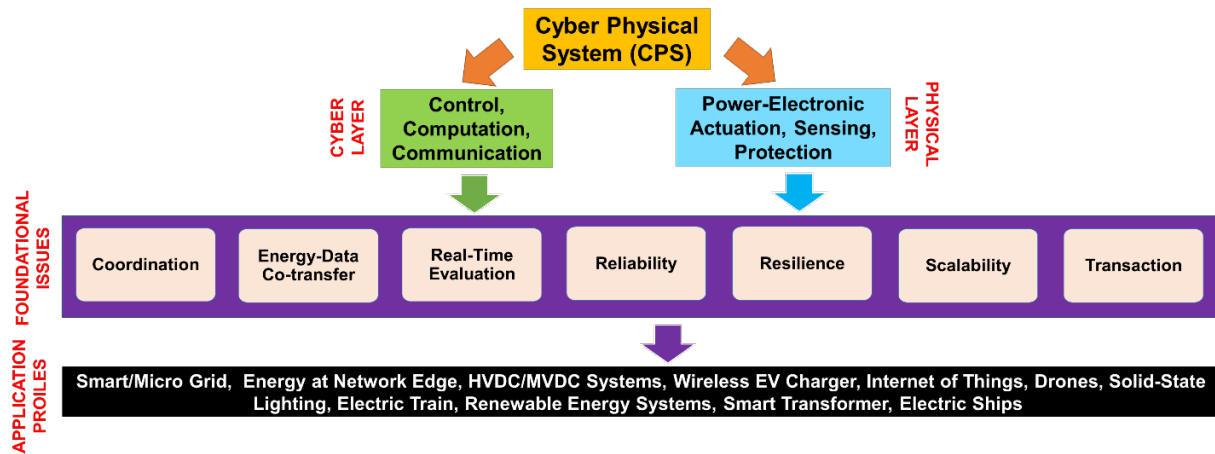 Cyber Physical
System (CPS)
CYBER
LAYER
Control,
Computation,
Communication
Power-Electronic
Actuation, Sensing,
Protection
PHYSICAL
LAYER
FOUNDATIONAL
ISSUES
Coordination
Energy-Data
Co-transfer
Real-Time
Evaluation
Reliability
Resilience
Scalability
Transaction
APPLICATION
PROILES
Smart/Micro Grid, Energy at Network Edge, HVDC/MVDC Systems, Wireless EV Charger, Internet of Things, Drones, Solid-State
Lighting, Electric Train, Renewable Energy Systems, Smart Transformer, Electric Ships